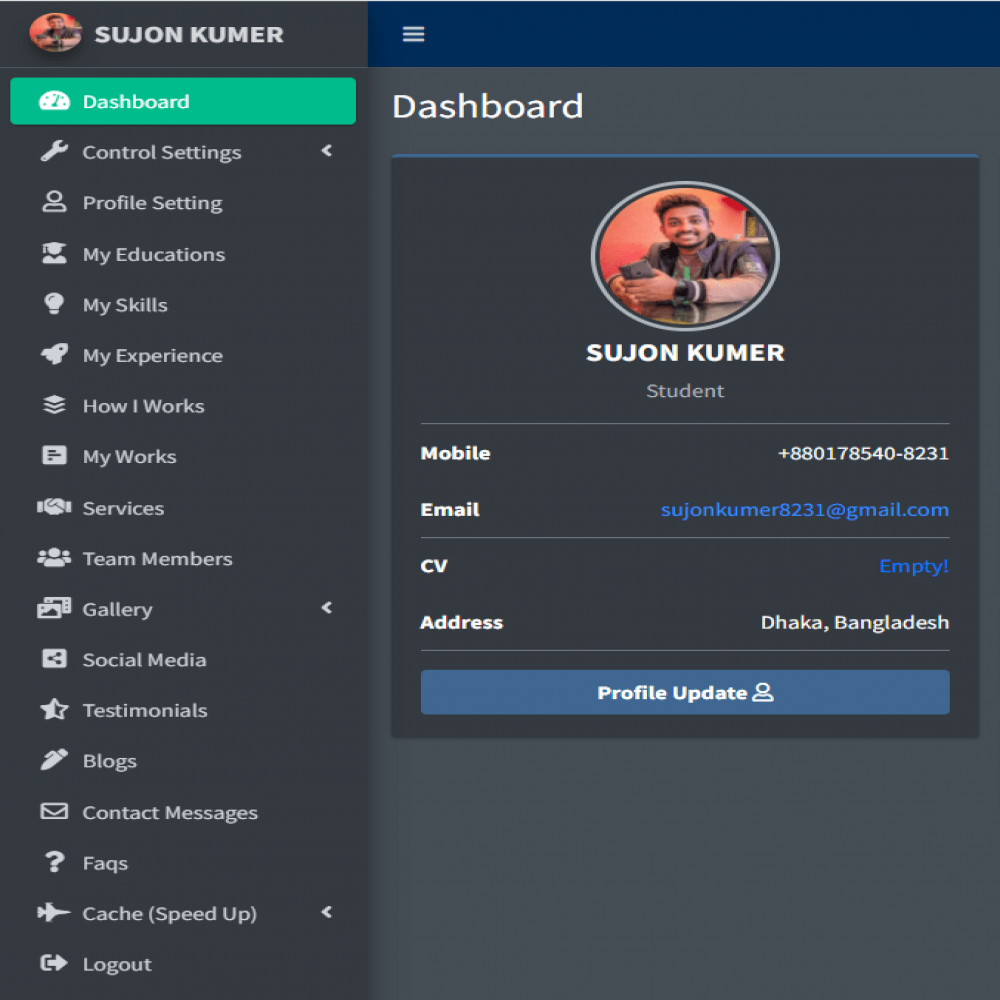 SUJON KUMER
Dashboard
Control Settings
Profile Setting
My Educations
My Skills
My Experience
How I Works
My Works
Services
Team Members
Gallery
Social Media
Testimonials
Blogs
Contact Messages
Faqs
Cache (Speed Up)
Logout
Dashboard
SUJON KUMER
Student
Mobile +880178540-8231
Email sujonkumer8231@gmail.com
CV Empty!
Address Dhaka, Bangladesh
Profile Update